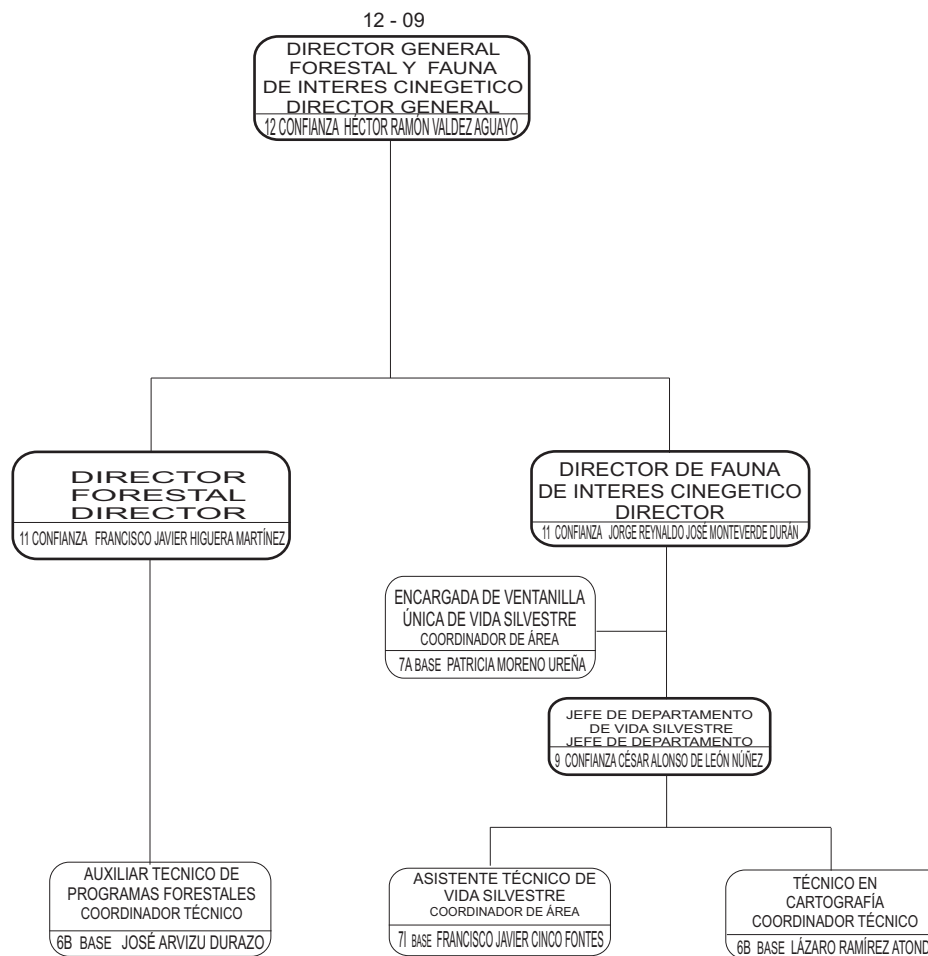 12 - 09
DIRECTOR GENERAL
FORESTAL Y FAUNA
DE INTERES CINEGETICO
DIRECTOR GENERAL
12 CONFIANZA HÉCTOR RAMÓN VALDEZ AGUAYO
DIRECTOR
FORESTAL
DIRECTOR
11 CONFIANZA FRANCISCO JAVIER HIGUERA MARTÍNEZ
DIRECTOR DE FAUNA
DE INTERES CINEGETICO
DIRECTOR
11 CONFIANZA JORGE REYNALDO JOSÉ MONTEVERDE DURÁN
ENCARGADA DE VENTANILLA
ÚNICA DE VIDA SILVESTRE
COORDINADOR DE ÁREA
7A BASE PATRICIA MORENO UREÑA
JEFE DE DEPARTAMENTO
DE VIDA SILVESTRE
JEFE DE DEPARTAMENTO
9 CONFIANZA CÉSAR ALONSO DE LEÓN NÚÑEZ
AUXILIAR TECNICO DE
PROGRAMAS FORESTALES
COORDINADOR TÉCNICO
6B BASE JOSÉ ARVIZU DURAZO
ASISTENTE TÉCNICO DE
VIDA SILVESTRE
COORDINADOR DE ÁREA
7I BASE FRANCISCO JAVIER CINCO FONTES
TÉCNICO EN
CARTOGRAFÍA
COORDINADOR TÉCNICO
6B BASE LÁZARO RAMÍREZ ATOND